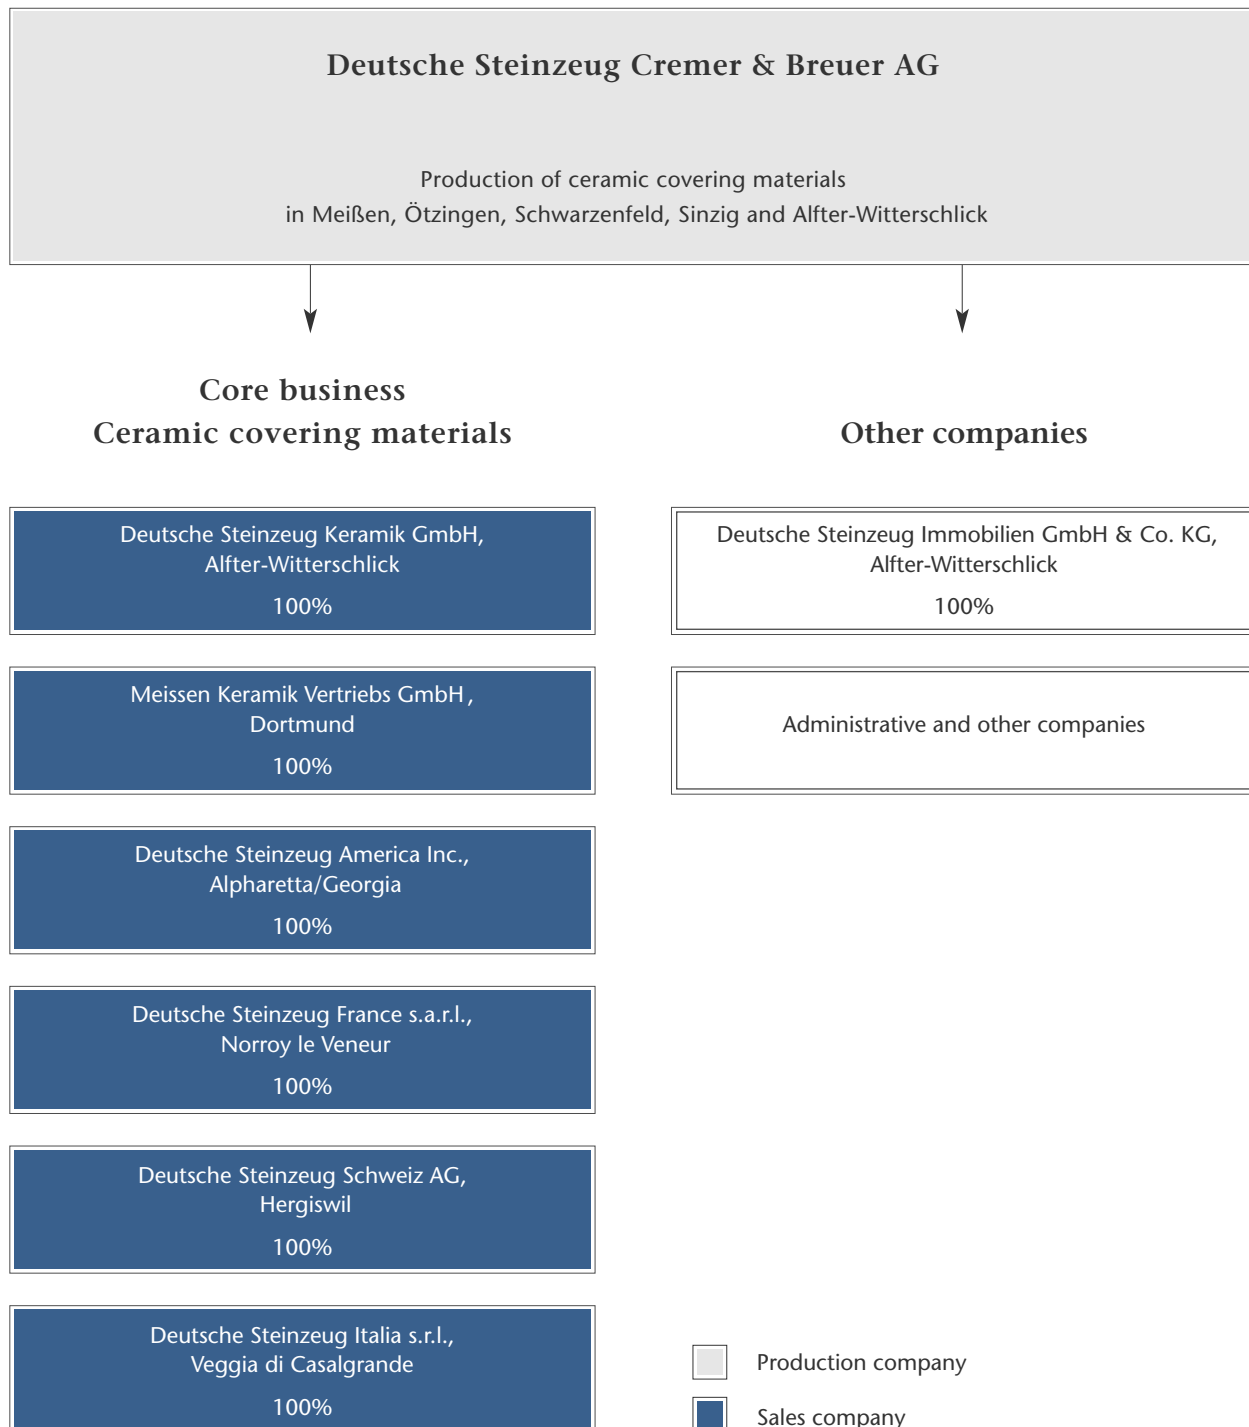 Deutsche Steinzeug Cremer & Breuer AG
Production of ceramic covering materials
in Meißen, Ötzingen, Schwarzenfeld, Sinzig and Alfter-Witterschlick
Core business
Ceramic covering materials
Deutsche Steinzeug Keramik GmbH,
Alfter-Witterschlick
100%
Meissen Keramik Vertriebs GmbH,
Dortmund
100%
Deutsche Steinzeug America Inc.,
Alpharetta/Georgia
100%
Deutsche Steinzeug France s.a.r.l.,
Norroy le Veneur
100%
Deutsche Steinzeug Schweiz AG,
Hergiswil
100%
Deutsche Steinzeug Italia s.r.l.,
Veggia di Casalgrande
100%
Other companies
Deutsche Steinzeug Immobilien GmbH & Co. KG,
Alfter-Witterschlick
100%
Administrative and other companies
Production company
Sales company